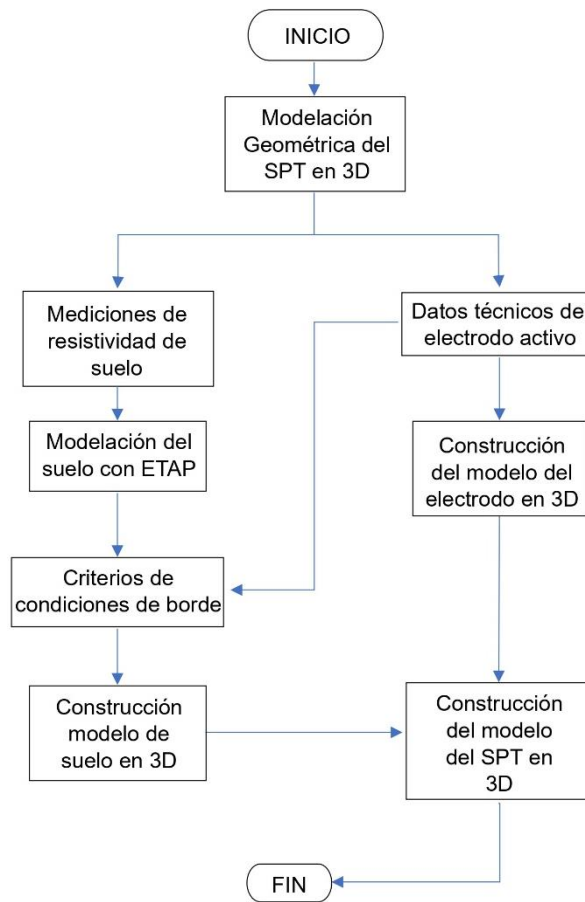 INICIO
Modelación
Geométrica del
SPT en 3D
Mediciones de
resistividad de
suelo
Datos técnicos de
electrodo activo
Modelación del
suelo con ETAP
Construcción
del modelo del
electrodo en 3D
Criterios de
condiciones de borde
Construcción
modelo de
suelo en 3D
Construcción
del modelo
del SPT en
3D
FIN